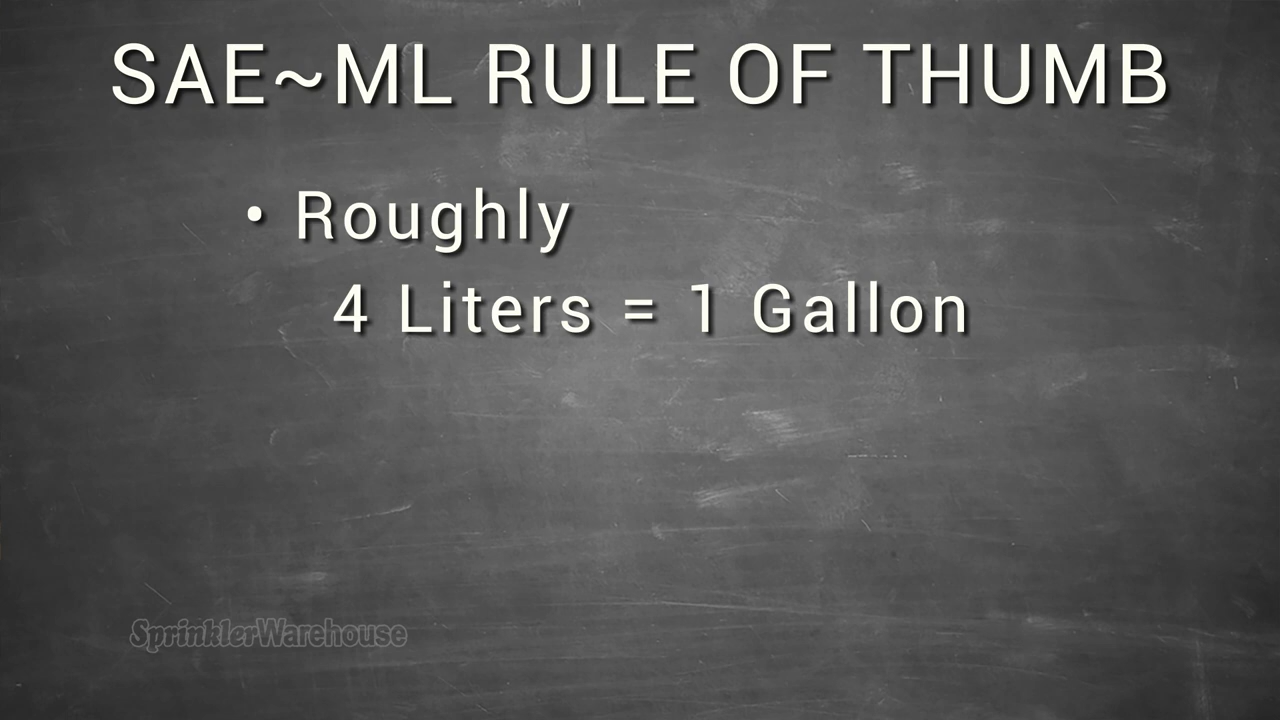 SAE~ML RULE OF THUMB
• Roughly
4 Liters = 1 Gallon
SprinklerWarehouse